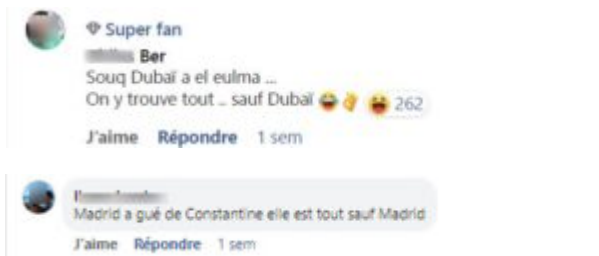 Super fan
Ber
Souq Dubaï a el eulma ...
On y trouve tout .. sauf Dubaï 😂👌 😆 262
J'aime Répondre 1 sem
Madrid a gué de Constantine elle est tout sauf Madrid
J'aime Répondre 1 sem